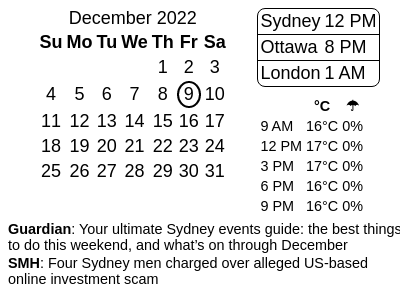 December 2022
Su Mo Tu We Th Fr Sa
1 2 3
4 5 6 7 8 9 10
11 12 13 14 15 16 17
18 19 20 21 22 23 24
25 26 27 28 29 30 31
Sydney 12 PM
Ottawa 8 PM
London 1 AM
°C ☂
9 AM 16°C 0%
12 PM 17°C 0%
3 PM 17°C 0%
6 PM 16°C 0%
9 PM 16°C 0%
Guardian: Your ultimate Sydney events guide: the best things
to do this weekend, and what's on through December
SMH: Four Sydney men charged over alleged US-based
online investment scam